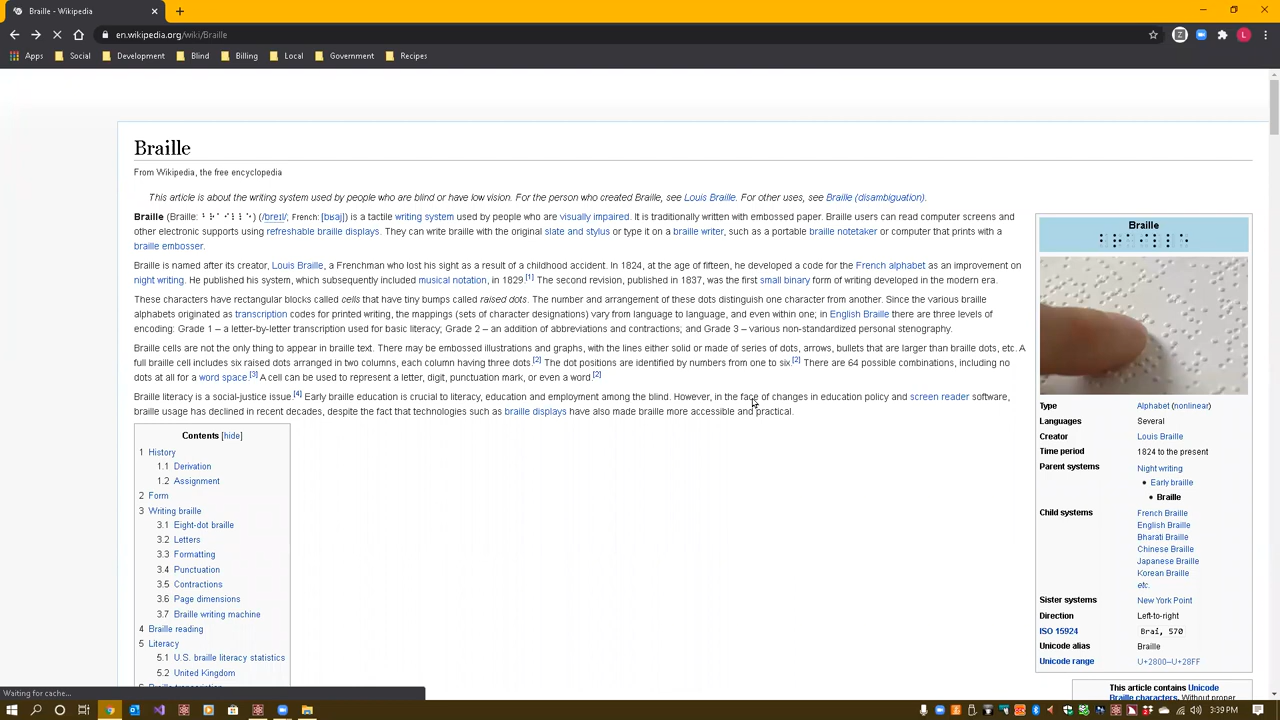 Braille - Wikipedia
en.wikipedia.org/wiki/Braille
Apps Social Development Blind Billing Local Government Recipes
Braille
From Wikipedia, the free encyclopedia
This article is about the writing system used by people who are blind or have low vision. For the person who created Braille, see Louis Braille. For other uses, see Braille (disambiguation).
Braille (Braille: ⠃⠗⠁⠊⠇⠇⠑) (/breɪl/; French: [bʁaj]) is a tactile writing system used by people who are visually impaired. It is traditionally written with embossed paper. Braille users can read computer screens and
other electronic supports using refreshable braille displays. They can write braille with the original slate and stylus or type it on a braille writer, such as a portable braille notetaker or computer that prints with a
braille embosser.
Braille is named after its creator, Louis Braille, a Frenchman who lost his sight as a result of a childhood accident. In 1824, at the age of fifteen, he developed a code for the French alphabet as an improvement on
night writing. He published his system, which subsequently included musical notation, in 1829.[1] The second revision, published in 1837, was the first small binary form of writing developed in the modern era.
These characters have rectangular blocks called cells that have tiny bumps called raised dots. The number and arrangement of these dots distinguish one character from another. Since the various braille
alphabets originated as transcription codes for printed writing, the mappings (sets of character designations) vary from language to language, and even within one; in English Braille there are three levels of
encoding: Grade 1 – a letter-by-letter transcription used for basic literacy; Grade 2 – an addition of abbreviations and contractions; and Grade 3 – various non-standardized personal stenography.
Braille cells are not the only thing to appear in braille text. There may be embossed illustrations and graphs, with the lines either solid or made of series of dots, arrows, bullets that are larger than braille dots, etc. A
full braille cell includes six raised dots arranged in two columns, each column having three dots.[2] The dot positions are identified by numbers from one to six.[2] There are 64 possible combinations, including no
dots at all for a word space.[3] A cell can be used to represent a letter, digit, punctuation mark, or even a word.[2]
Braille literacy is a social-justice issue.[4] Early braille education is crucial to literacy, education and employment among the blind. However, in the face of changes in education policy and screen reader software,
braille usage has declined in recent decades, despite the fact that technologies such as braille displays have also made braille more accessible and practical.
Contents [hide]
1 History
1.1 Derivation
1.2 Assignment
2 Form
3 Writing braille
3.1 Eight-dot braille
3.2 Letters
3.3 Formatting
3.4 Punctuation
3.5 Contractions
3.6 Page dimensions
3.7 Braille writing machine
4 Braille reading
5 Literacy
5.1 U.S. braille literacy statistics
5.2 United Kingdom
Braille
⠃⠗⠁⠊⠇⠇⠑
Type Alphabet (nonlinear)
Languages Several
Creator Louis Braille
Time period 1824 to the present
Parent systems Night writing
• Early braille
• Braille
Child systems French Braille
English Braille
Bharati Braille
Chinese Braille
Japanese Braille
Korean Braille
etc.
Sister systems New York Point
Direction Left-to-right
ISO 15924 Brai, 570
Unicode alias Braille
Unicode range U+2800–U+28FF
This article contains Unicode
Braille characters. Without proper
Waiting for cache...
3:39 PM